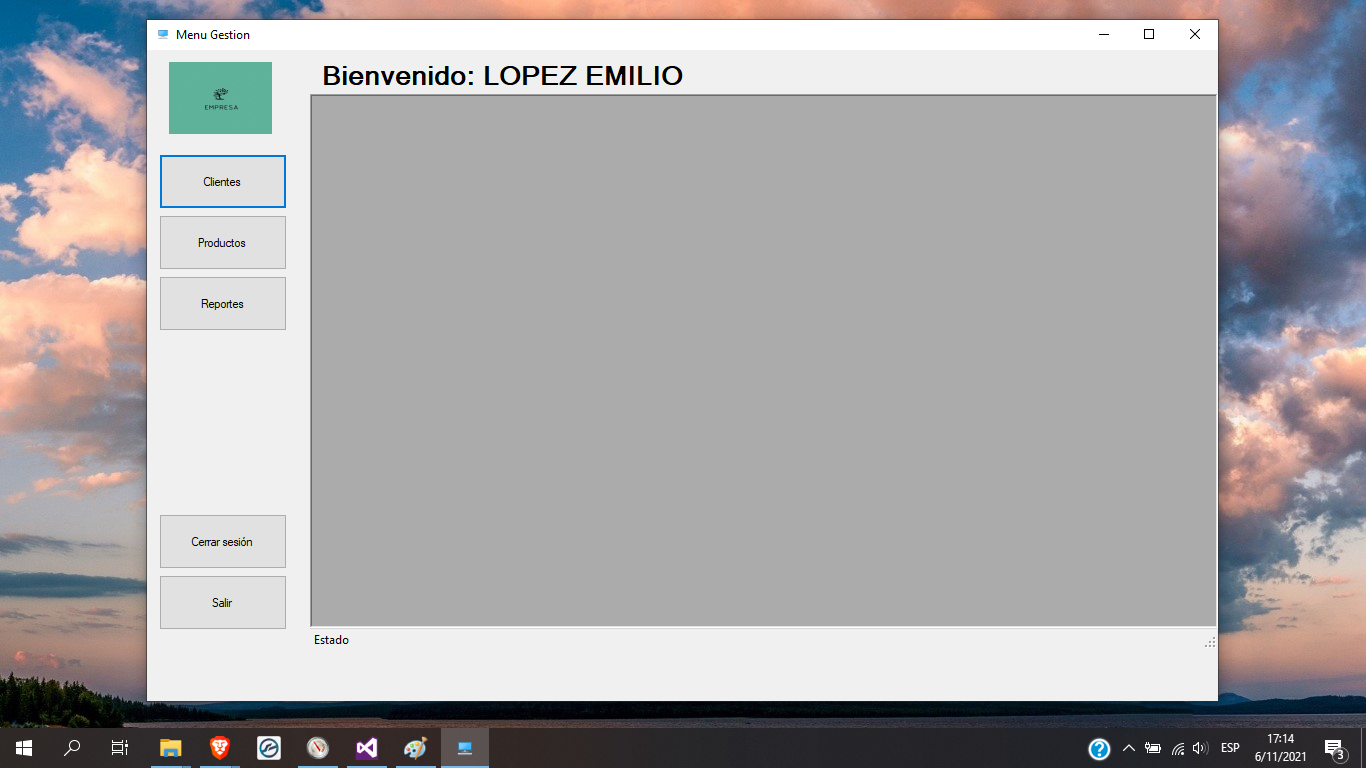 Menu Gestion
EMPRESA
Bienvenido: LOPEZ EMILIO
Clientes
Productos
Reportes
Cerrar sesión
Salir
Estado
ESP
17:14
6/11/2021
3